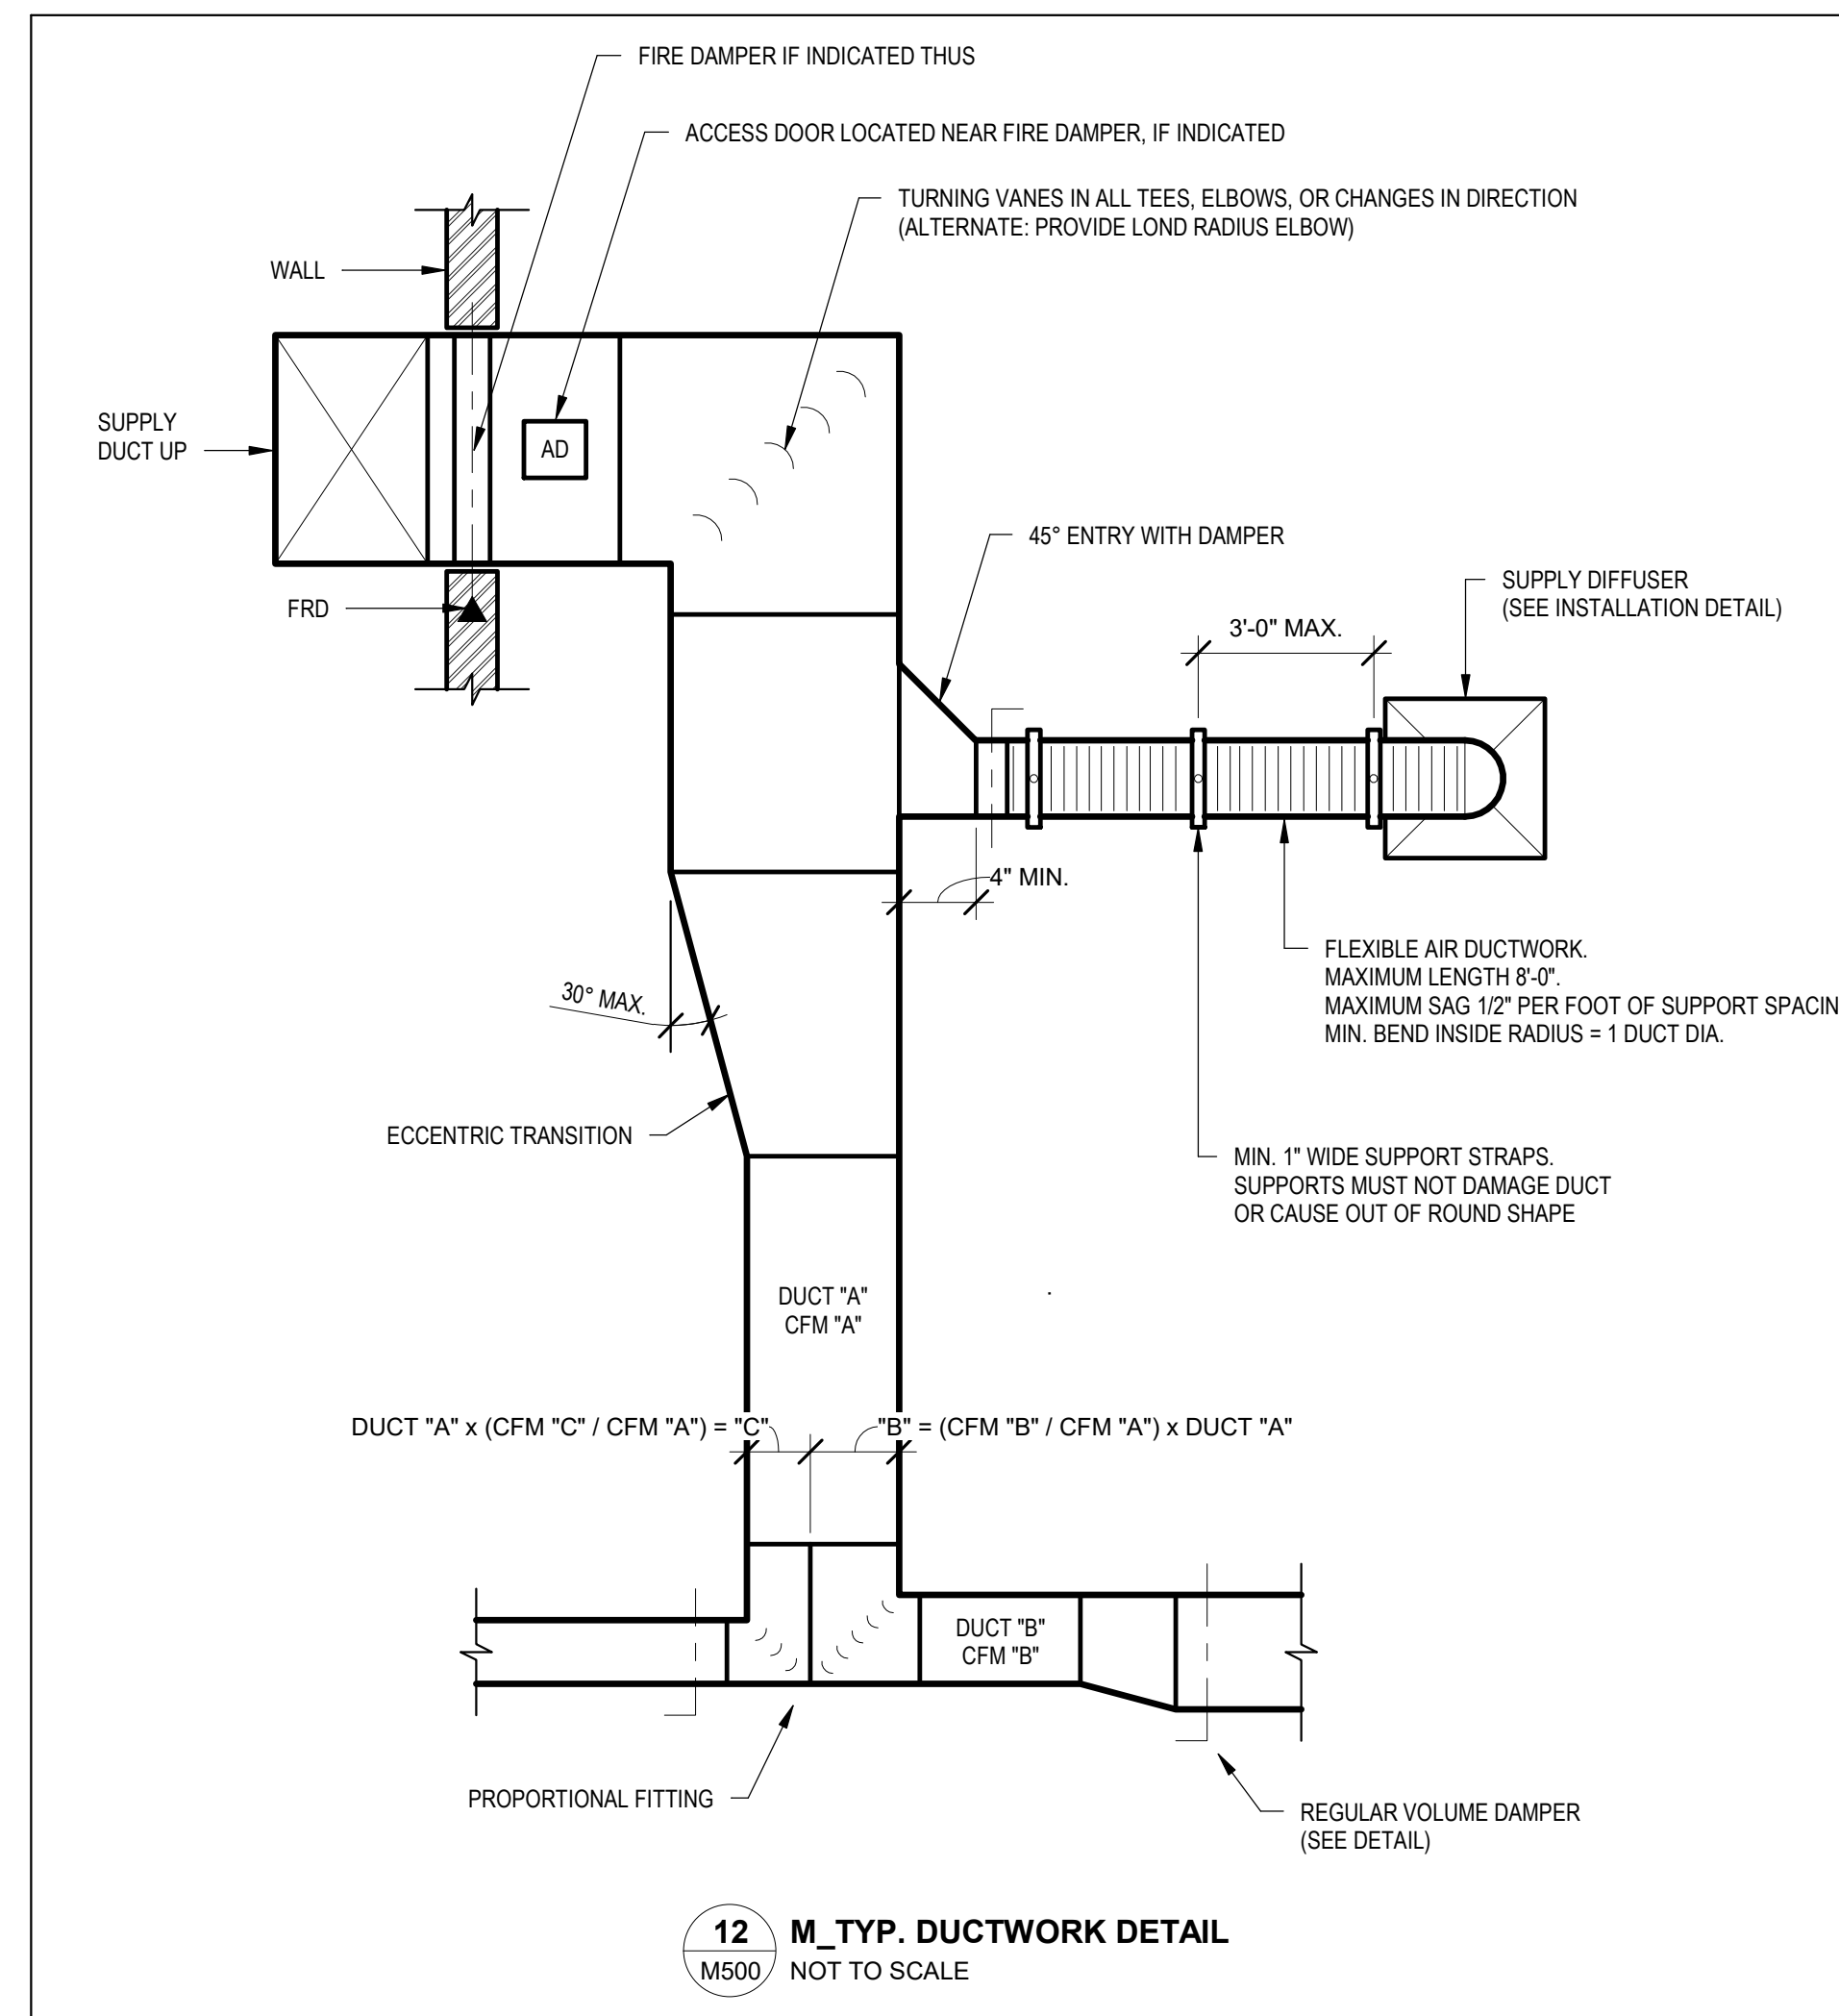 FIRE DAMPER IF INDICATED THUS
ACCESS DOOR LOCATED NEAR FIRE DAMPER, IF INDICATED
TURNING VANES IN ALL TEES, ELBOWS, OR CHANGES IN DIRECTION
(ALTERNATE: PROVIDE LOND RADIUS ELBOW)
WALL
SUPPLY
DUCT UP
AD
FRD
45° ENTRY WITH DAMPER
SUPPLY DIFFUSER
(SEE INSTALLATION DETAIL)
3'-0" MAX.
4" MIN.
FLEXIBLE AIR DUCTWORK.
MAXIMUM LENGTH 8'-0".
MAXIMUM SAG 1/2" PER FOOT OF SUPPORT SPACIN
MIN. BEND INSIDE RADIUS = 1 DUCT DIA.
30° MAX.
ECCENTRIC TRANSITION
MIN. 1" WIDE SUPPORT STRAPS.
SUPPORTS MUST NOT DAMAGE DUCT
OR CAUSE OUT OF ROUND SHAPE
DUCT "A"
CFM "A"
DUCT "A" x (CFM "C" / CFM "A") = "C"
"B" = (CFM "B" / CFM "A") x DUCT "A"
DUCT "B"
CFM "B"
PROPORTIONAL FITTING
REGULAR VOLUME DAMPER
(SEE DETAIL)
12 M_TYP. DUCTWORK DETAIL
M500 NOT TO SCALE